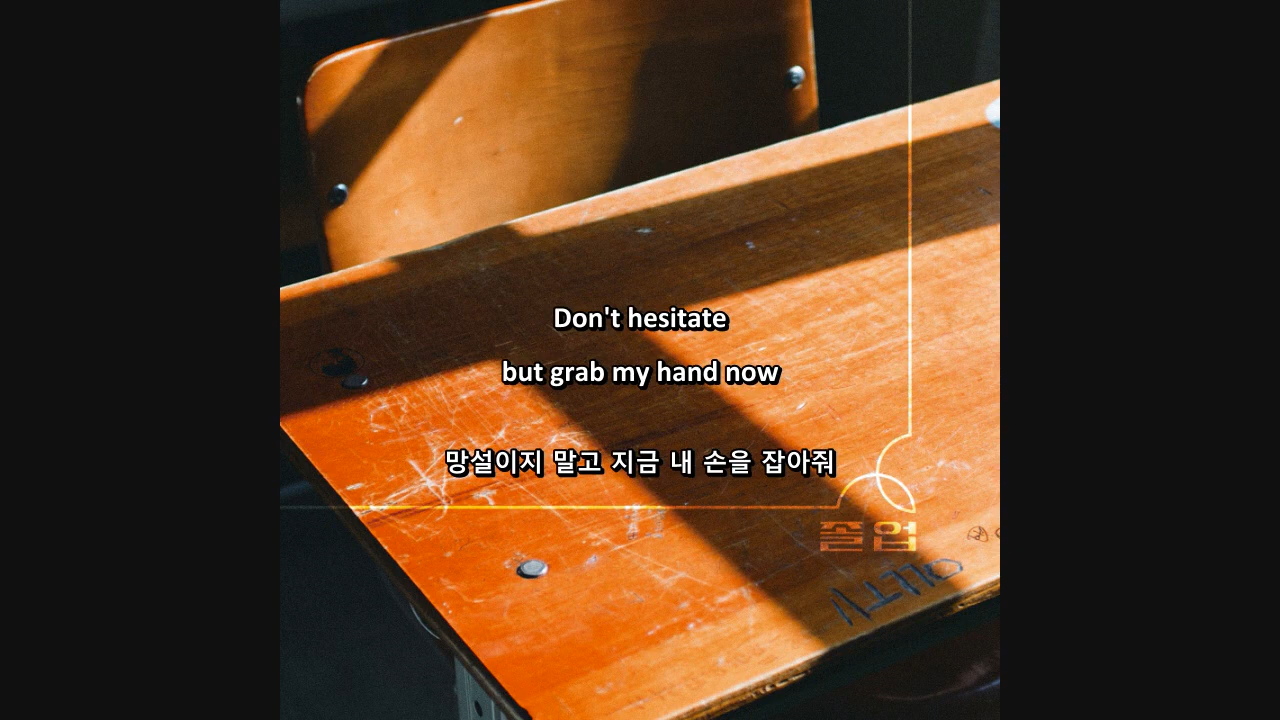 Don't hesitate
but grab my hand now
망설이지 말고 지금 내 손을 잡아줘
졸업